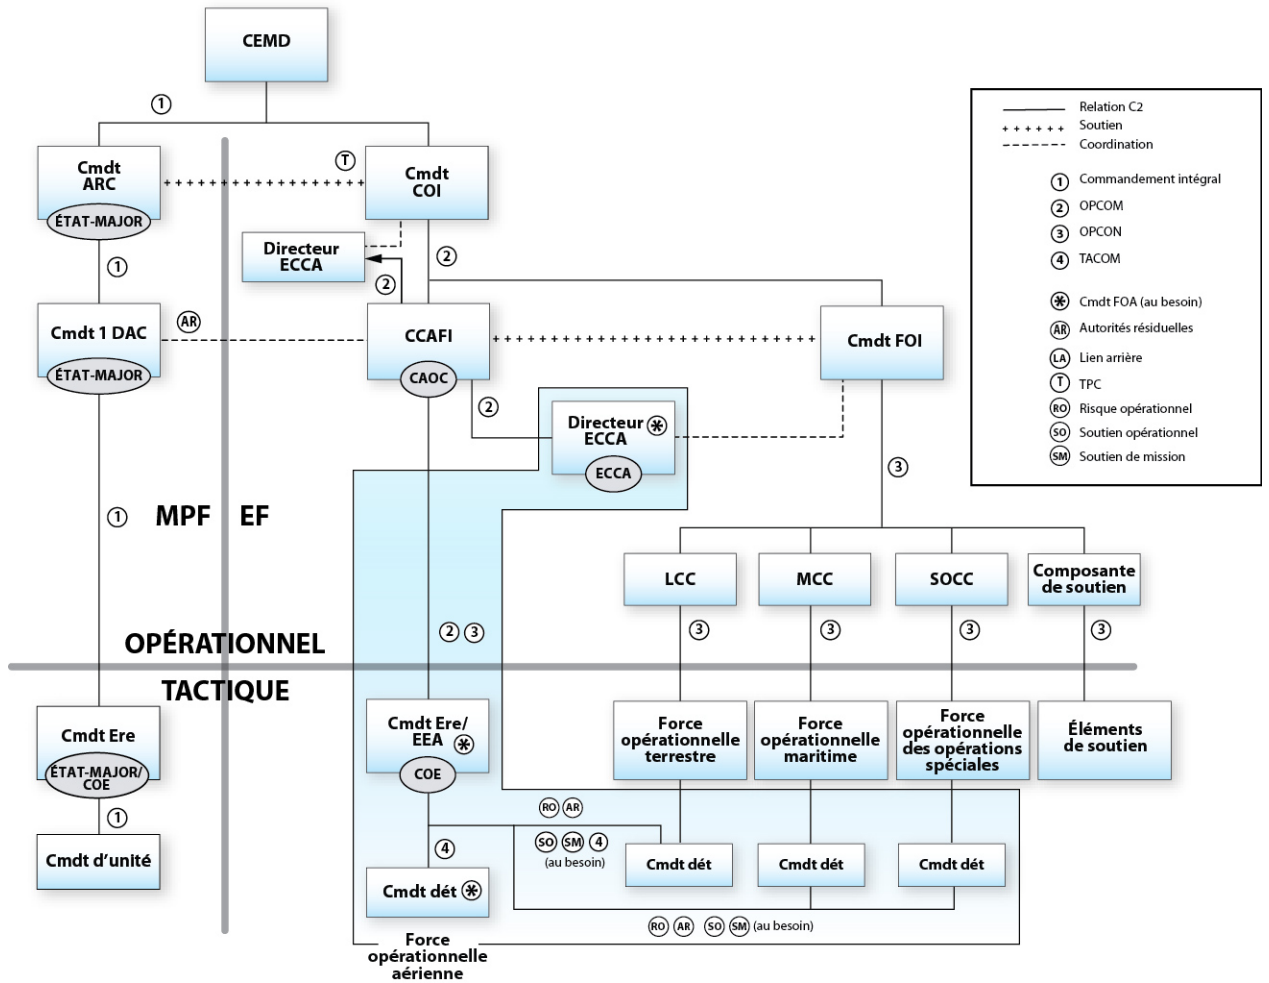 CEMD
1
Cmdt
ARC
ÉTAT-MAJOR
T
Cmdt
COI
Directeur
ECCA
2
2
1
Cmdt 1 DAC
ÉTAT-MAJOR
AR
CCAFI
CAOC
Cmdt FOI
2
Directeur *
ECCA
ECCA
3
1
MPF EF
LCC
MCC
SOCC
Composante
de soutien
2 3
3
3
3
3
OPÉRATIONNEL
TACTIQUE
Cmdt Ere
ÉTAT-MAJOR/
COE
1
Cmdt d'unité
Cmdt Ere/
EEA *
COE
Force
opérationnelle
terrestre
Force
opérationnelle
maritime
Force
opérationnelle
des opérations
spéciales
Éléments
de soutien
RO AR
SO SM 4
(au besoin)
4
Cmdt dét *
Cmdt dét
Cmdt dét
Cmdt dét
RO AR SO SM (au besoin)
Force
opérationnelle
aérienne
Relation C2
Soutien
Coordination
1 Commandement intégral
2 OPCOM
3 OPCON
4 TACOM
* Cmdt FOA (au besoin)
AR Autorités résiduelles
LA Lien arrière
T TPC
RO Risque opérationnel
SO Soutien opérationnel
SM Soutien de mission